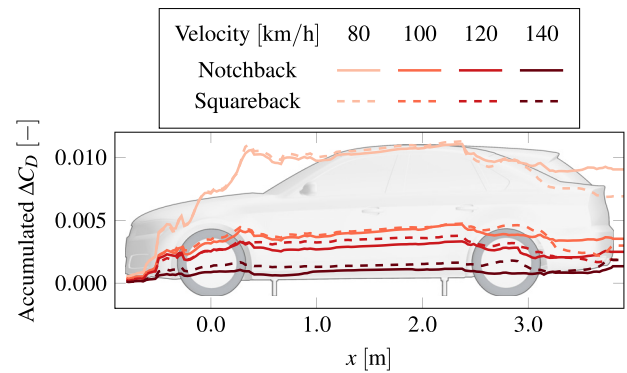 Velocity [km/h] 80 100 120 140
Notchback
Squareback
Accumulated ΔC_D [−]
0.010
0.005
0.000
0.0 1.0 2.0 3.0
x [m]